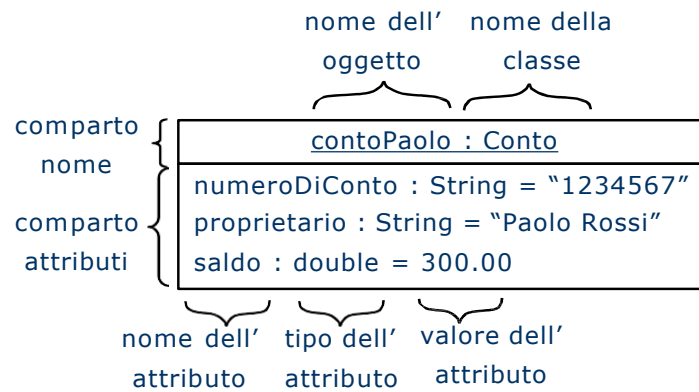 nome dell’ nome della
oggetto classe
comparto
nome
contoPaolo : Conto
numeroDiConto : String = “1234567”
comparto
attributi
proprietario : String = “Paolo Rossi”
saldo : double = 300.00
nome dell’ tipo dell’ valore dell’
attributo attributo attributo